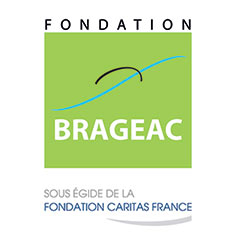 FONDATION
BRAGEAC
SOUS ÉGIDE DE LA
FONDATION CARITAS FRANCE